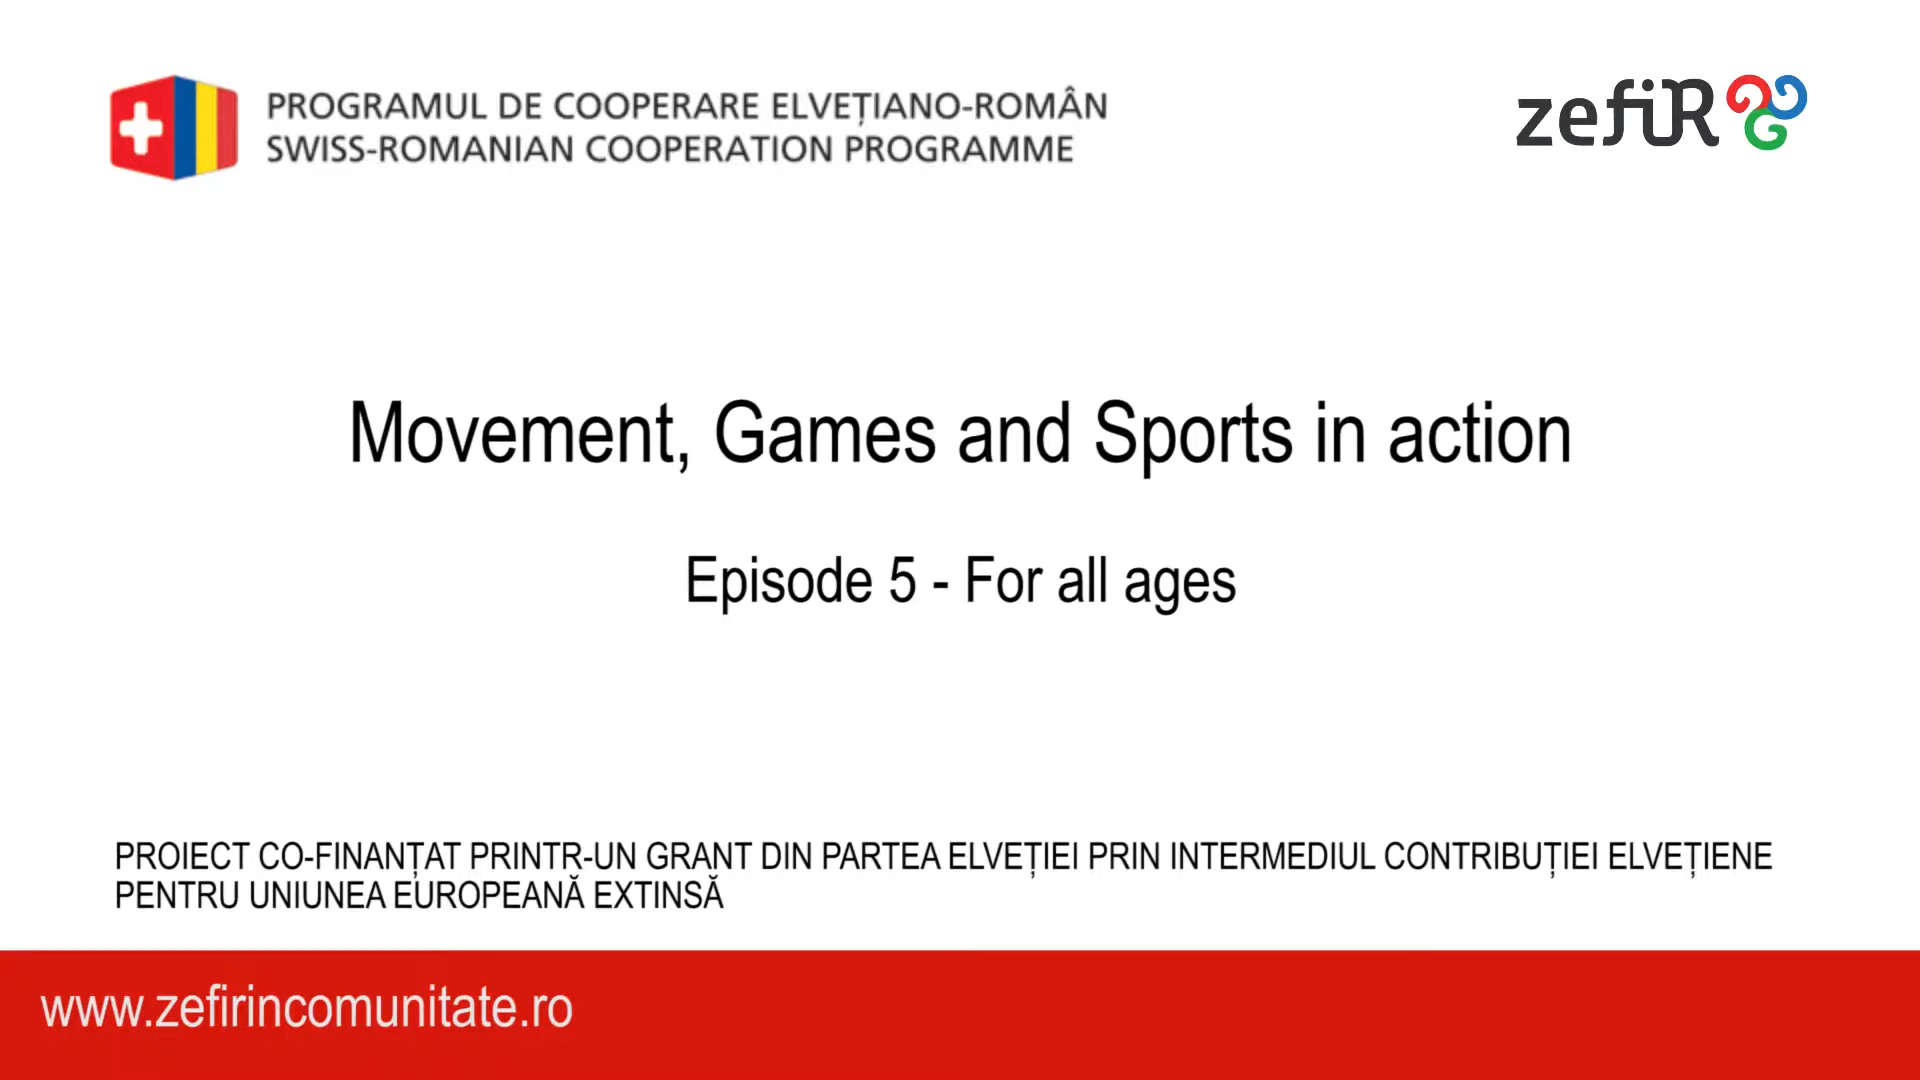 PROGRAMUL DE COOPERARE ELVEȚIANO-ROMÂN
SWISS-ROMANIAN COOPERATION PROGRAMME
zefiR
Movement, Games and Sports in action
Episode 5 - For all ages
PROIECT CO-FINANȚAT PRINTR-UN GRANT DIN PARTEA ELVEȚIEI PRIN INTERMEDIUL CONTRIBUȚIEI ELVEȚIENE
PENTRU UNIUNEA EUROPEANĂ EXTINSĂ
www.zefirincomunitate.ro